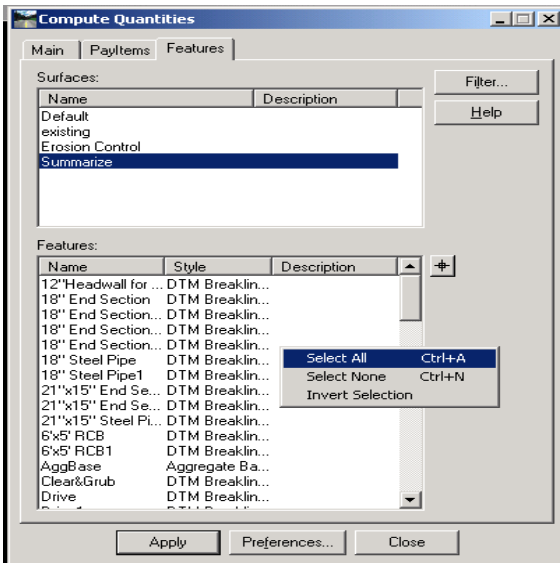 Compute Quantities
Main PayItems Features
Surfaces:
Filter...
Name Description
Help
Default
existing
Erosion Control
Summarize
Features:
Name Style Description
12"Headwall for ... DTM Breaklin...
18" End Section DTM Breaklin...
18" End Section... DTM Breaklin...
18" End Section... DTM Breaklin...
18" End Section... DTM Breaklin...
18" Steel Pipe DTM Breaklin...
Select All Ctrl+A
18" Steel Pipe1 DTM Breaklin...
Select None Ctrl+N
21"x15" End Se... DTM Breaklin...
Invert Selection
21"x15" End Se... DTM Breaklin...
21"x15" Steel Pi... DTM Breaklin...
6'x5' RCB DTM Breaklin...
6'x5' RCB1 DTM Breaklin...
AggBase Aggregate Ba...
Clear&Grub DTM Breaklin...
Drive DTM Breaklin...
Apply Preferences... Close